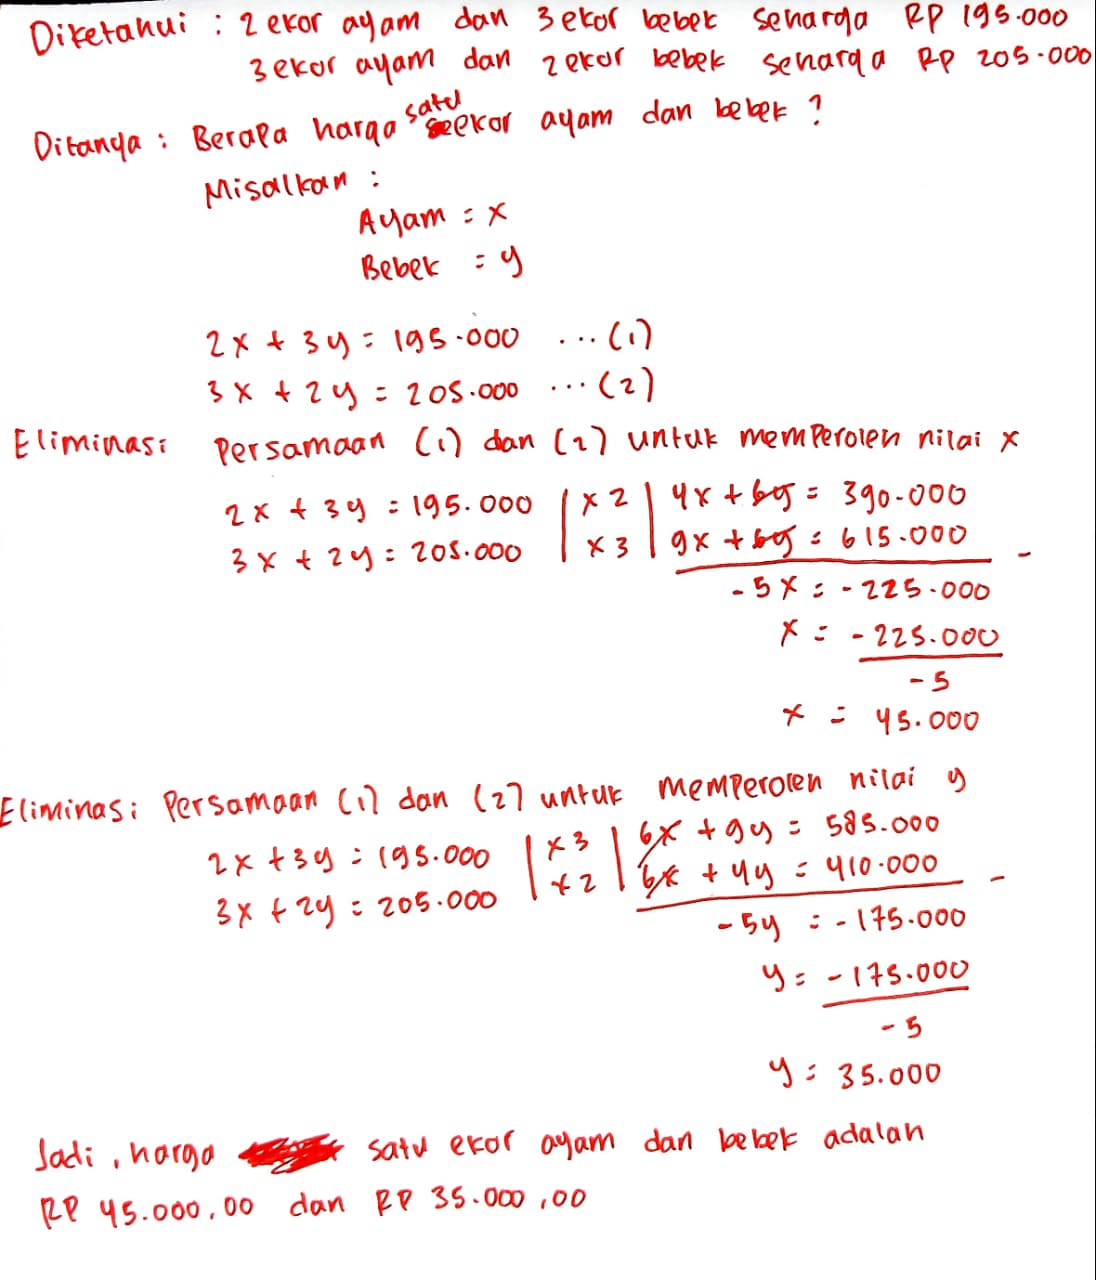 Diketahui : 2 ekor ayam dan 3 ekor bebek seharga RP 195.000
3 ekor ayam dan 2 ekor bebek seharga RP 205.000
Ditanya : Berapa harga satu ekor ayam dan bebek ?
Misalkan :
Ayam = x
Bebek = y
2x + 3y = 195.000 ... (1)
3x + 2y = 205.000 ... (2)
Eliminasi Persamaan (1) dan (2) untuk memperoleh nilai x
2x + 3y = 195.000 | x 2 | 4x + 6y = 390.000
3x + 2y = 205.000 | x 3 | 9x + 6y = 615.000 -
-5x = -225.000
x = -225.000
-5
x = 45.000
Eliminasi Persamaan (1) dan (2) untuk memperoleh nilai y
2x + 3y = 195.000 | x 3 | 6x + 9y = 585.000
3x + 2y = 205.000 | x 2 | 6x + 4y = 410.000 -
-5y = -175.000
y = -175.000
-5
y = 35.000
Jadi, harga satu ekor ayam dan bebek adalah
RP 45.000,00 dan RP 35.000,00